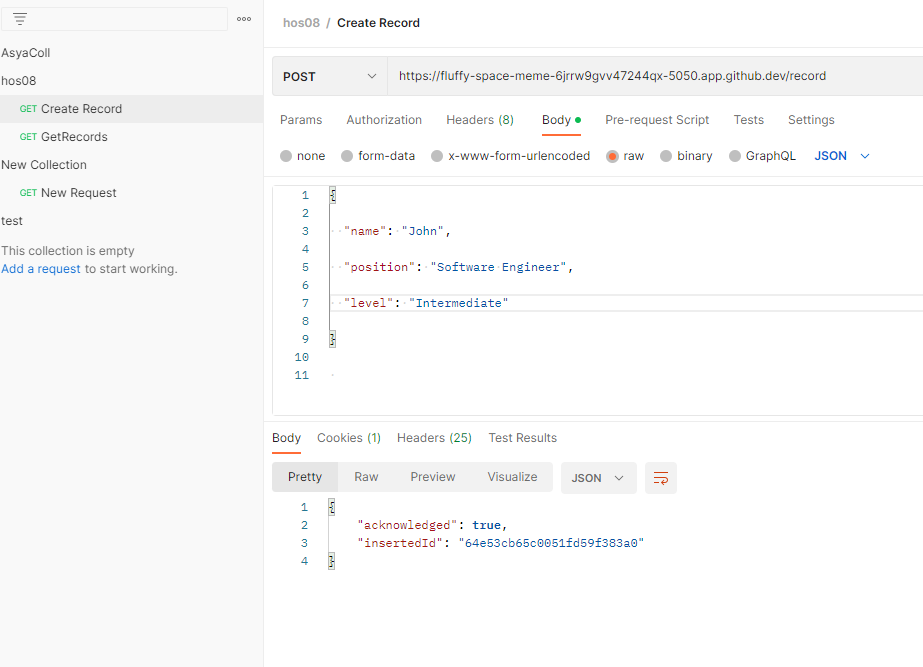 hos08 / Create Record
AsyaColl
hos08
GET Create Record
GET GetRecords
New Collection
GET New Request
test
This collection is empty
Add a request to start working.
POST https://fluffy-space-meme-6jrrw9gvv47244qx-5050.app.github.dev/record
Params Authorization Headers (8) Body Pre-request Script Tests Settings
none form-data x-www-form-urlencoded raw binary GraphQL JSON
1 {
2
3 "name": "John",
4
5 "position": "Software Engineer",
6
7 "level": "Intermediate"
8
9 }
10
11
Body Cookies (1) Headers (25) Test Results
Pretty Raw Preview Visualize JSON
1 {
2 "acknowledged": true,
3 "insertedId": "64e53cb65c0051fd59f383a0"
4 }